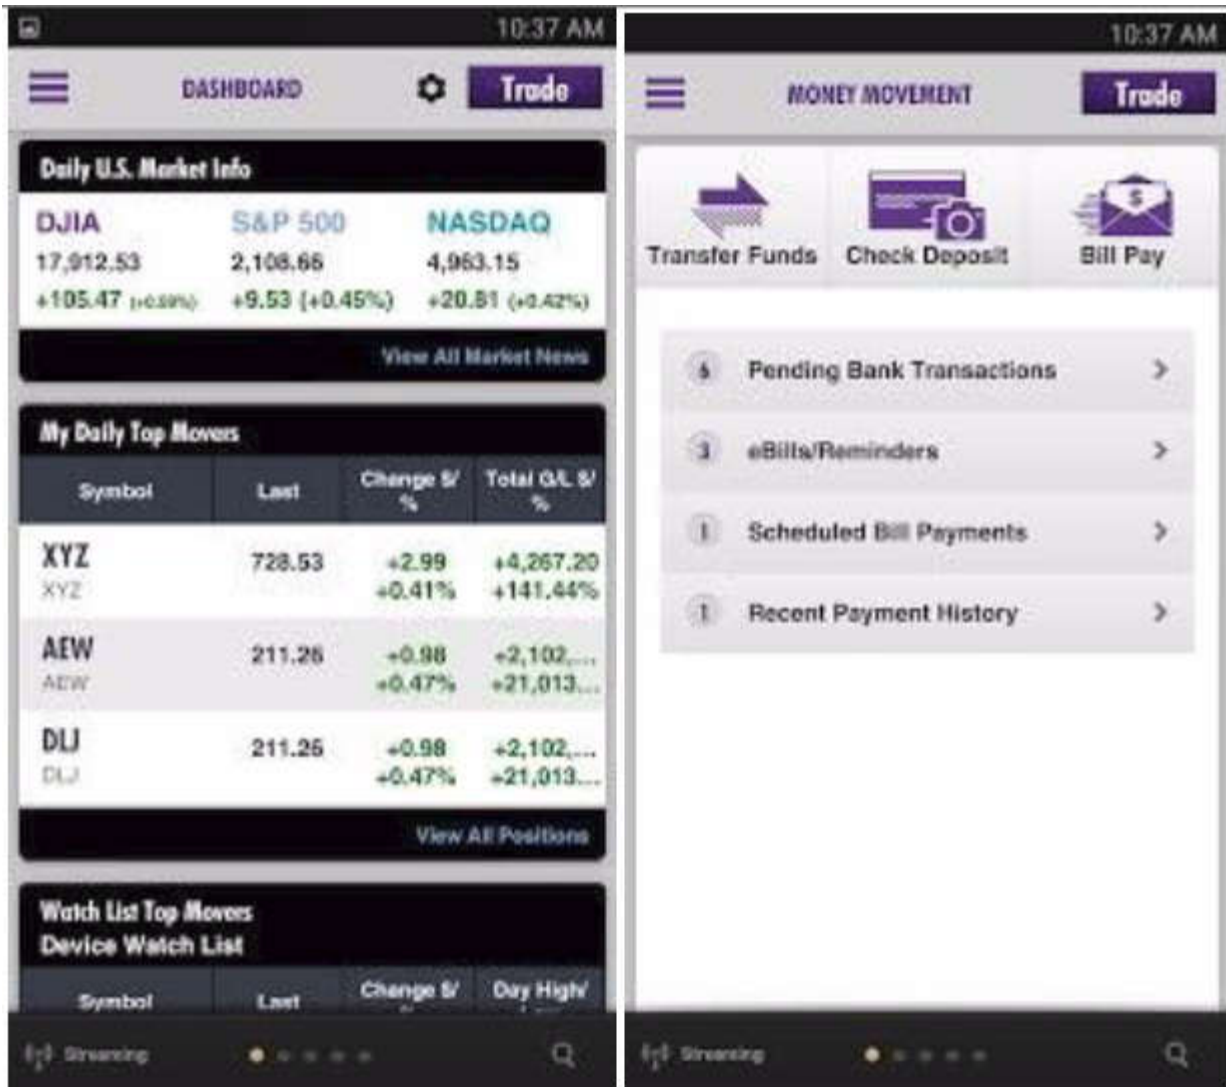 10:37 AM
DASHBOARD
Trade
Daily U.S. Market Info
DJIA S&P 500 NASDAQ
17,912.53 2,108.66 4,963.15
+105.47 (+0.59%) +9.53 (+0.45%) +20.81 (+0.42%)
View All Market News
My Daily Top Movers
Symbol Last Change $/ % Total G/L $/ %
XYZ 728.53 +2.99 +4,267.20
XYZ +0.41% +141.44%
AEW 211.26 +0.98 +2,102,...
AEW +0.47% +21,013...
DLJ 211.26 +0.98 +2,102,...
DLJ +0.47% +21,013...
View All Positions
Watch List Top Movers
Device Watch List
Symbol Last Change $/ Day High/
Streaming
10:37 AM
MONEY MOVEMENT
Trade
Transfer Funds Check Deposit Bill Pay
6 Pending Bank Transactions
3 eBills/Reminders
1 Scheduled Bill Payments
1 Recent Payment History
Streaming